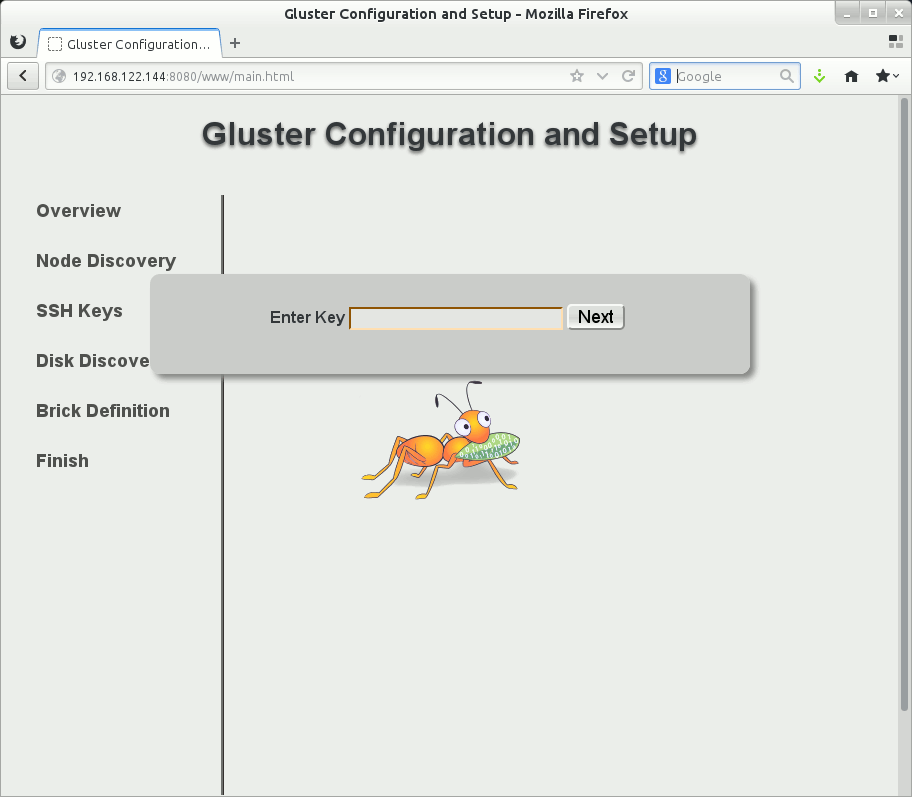 Gluster Configuration and Setup - Mozilla Firefox
Gluster Configuration...
192.168.122.144:8080/www/main.html
8 Google
Gluster Configuration and Setup
Overview
Node Discovery
SSH Keys
Enter Key Next
Disk Discove
Brick Definition
Finish